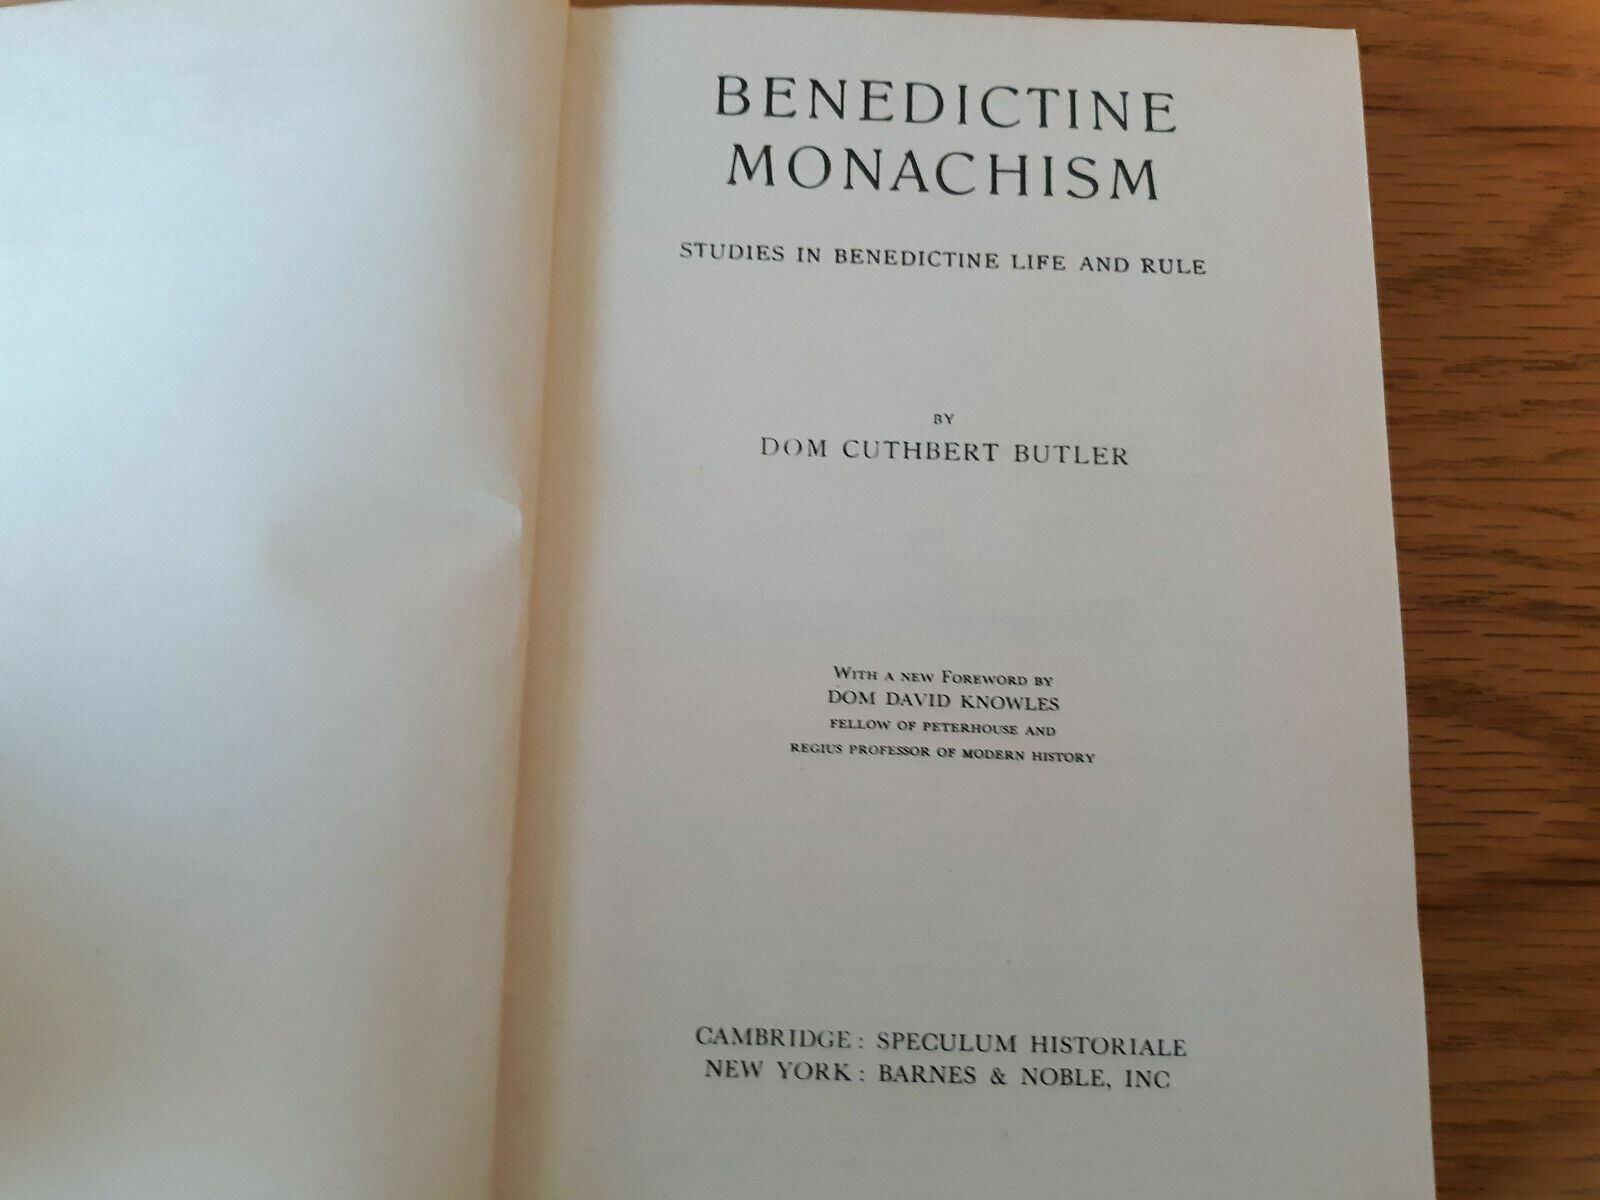 BENEDICTINE
MONACHISM
STUDIES IN BENEDICTINE LIFE AND RULE
BY
DOM CUTHBERT BUTLER
WITH A NEW FOREWORD BY
DOM DAVID KNOWLES
FELLOW OF PETERHOUSE AND
REGIUS PROFESSOR OF MODERN HISTORY
CAMBRIDGE: SPECULUM HISTORIALE
NEW YORK: BARNES & NOBLE, INC